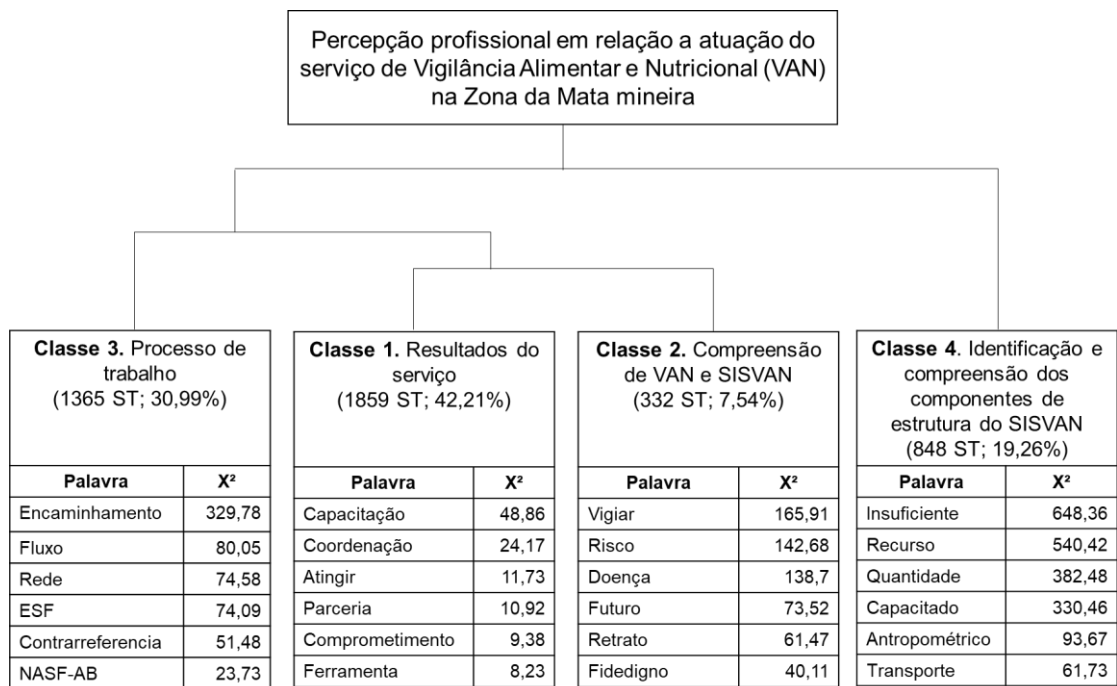 Percepção profissional em relação a atuação do
serviço de Vigilância Alimentar e Nutricional (VAN)
na Zona da Mata mineira
Classe 3. Processo de
trabalho
(1365 ST; 30,99%)
Palavra X²
Encaminhamento 329,78
Fluxo 80,05
Rede 74,58
ESF 74,09
Contrarreferencia 51,48
NASF-AB 23,73
Classe 1. Resultados do
serviço
(1859 ST; 42,21%)
Palavra X²
Capacitação 48,86
Coordenação 24,17
Atingir 11,73
Parceria 10,92
Comprometimento 9,38
Ferramenta 8,23
Classe 2. Compreensão
de VAN e SISVAN
(332 ST; 7,54%)
Palavra X²
Vigiar 165,91
Risco 142,68
Doença 138,7
Futuro 73,52
Retrato 61,47
Fidedigno 40,11
Classe 4. Identificação e
compreensão dos
componentes de
estrutura do SISVAN
(848 ST; 19,26%)
Palavra X²
Insuficiente 648,36
Recurso 540,42
Quantidade 382,48
Capacitado 330,46
Antropométrico 93,67
Transporte 61,73